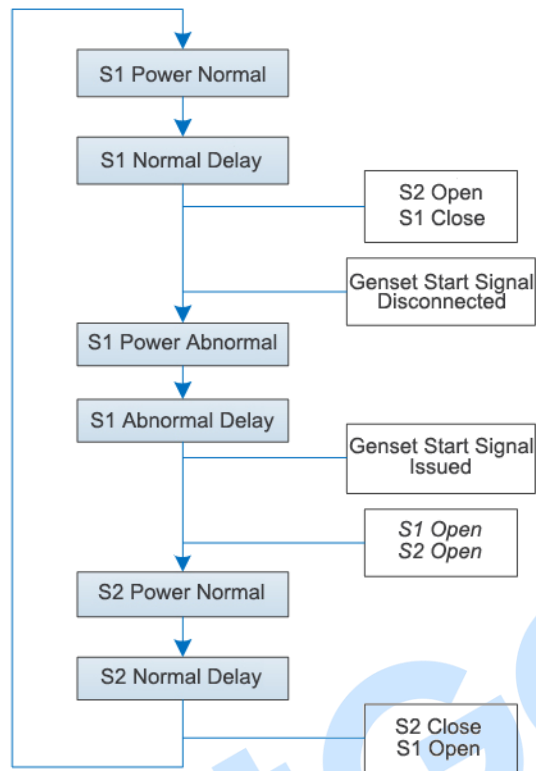 S1 Power Normal
S1 Normal Delay
S2 Open
S1 Close
Genset Start Signal
Disconnected
S1 Power Abnormal
S1 Abnormal Delay
Genset Start Signal
Issued
S1 Open
S2 Open
S2 Power Normal
S2 Normal Delay
S2 Close
S1 Open